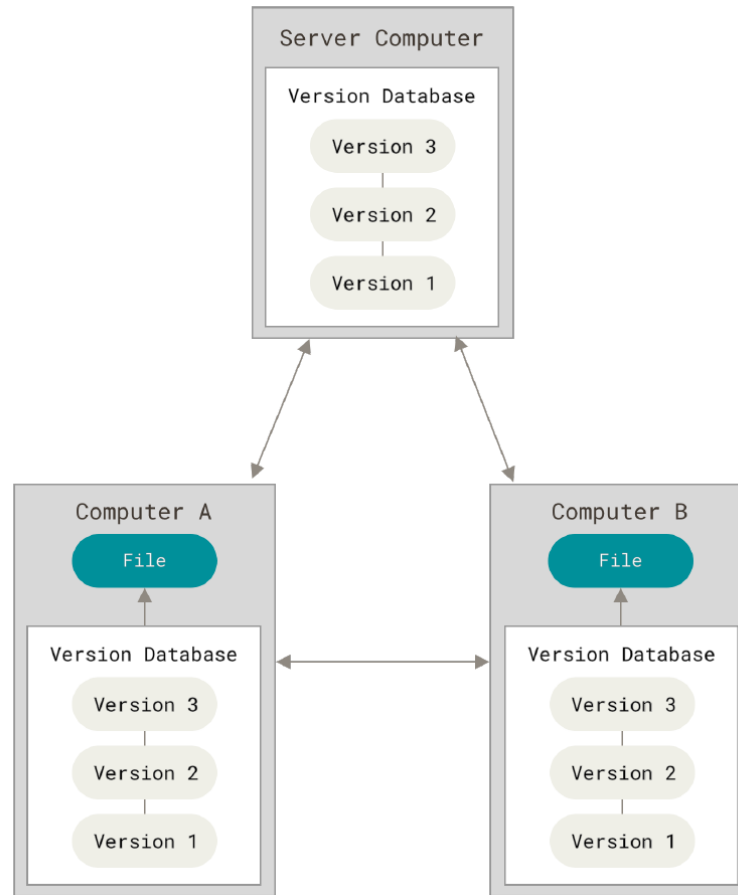 Server Computer
Version Database
Version 3
Version 2
Version 1
Computer A
File
Version Database
Version 3
Version 2
Version 1
Computer B
File
Version Database
Version 3
Version 2
Version 1